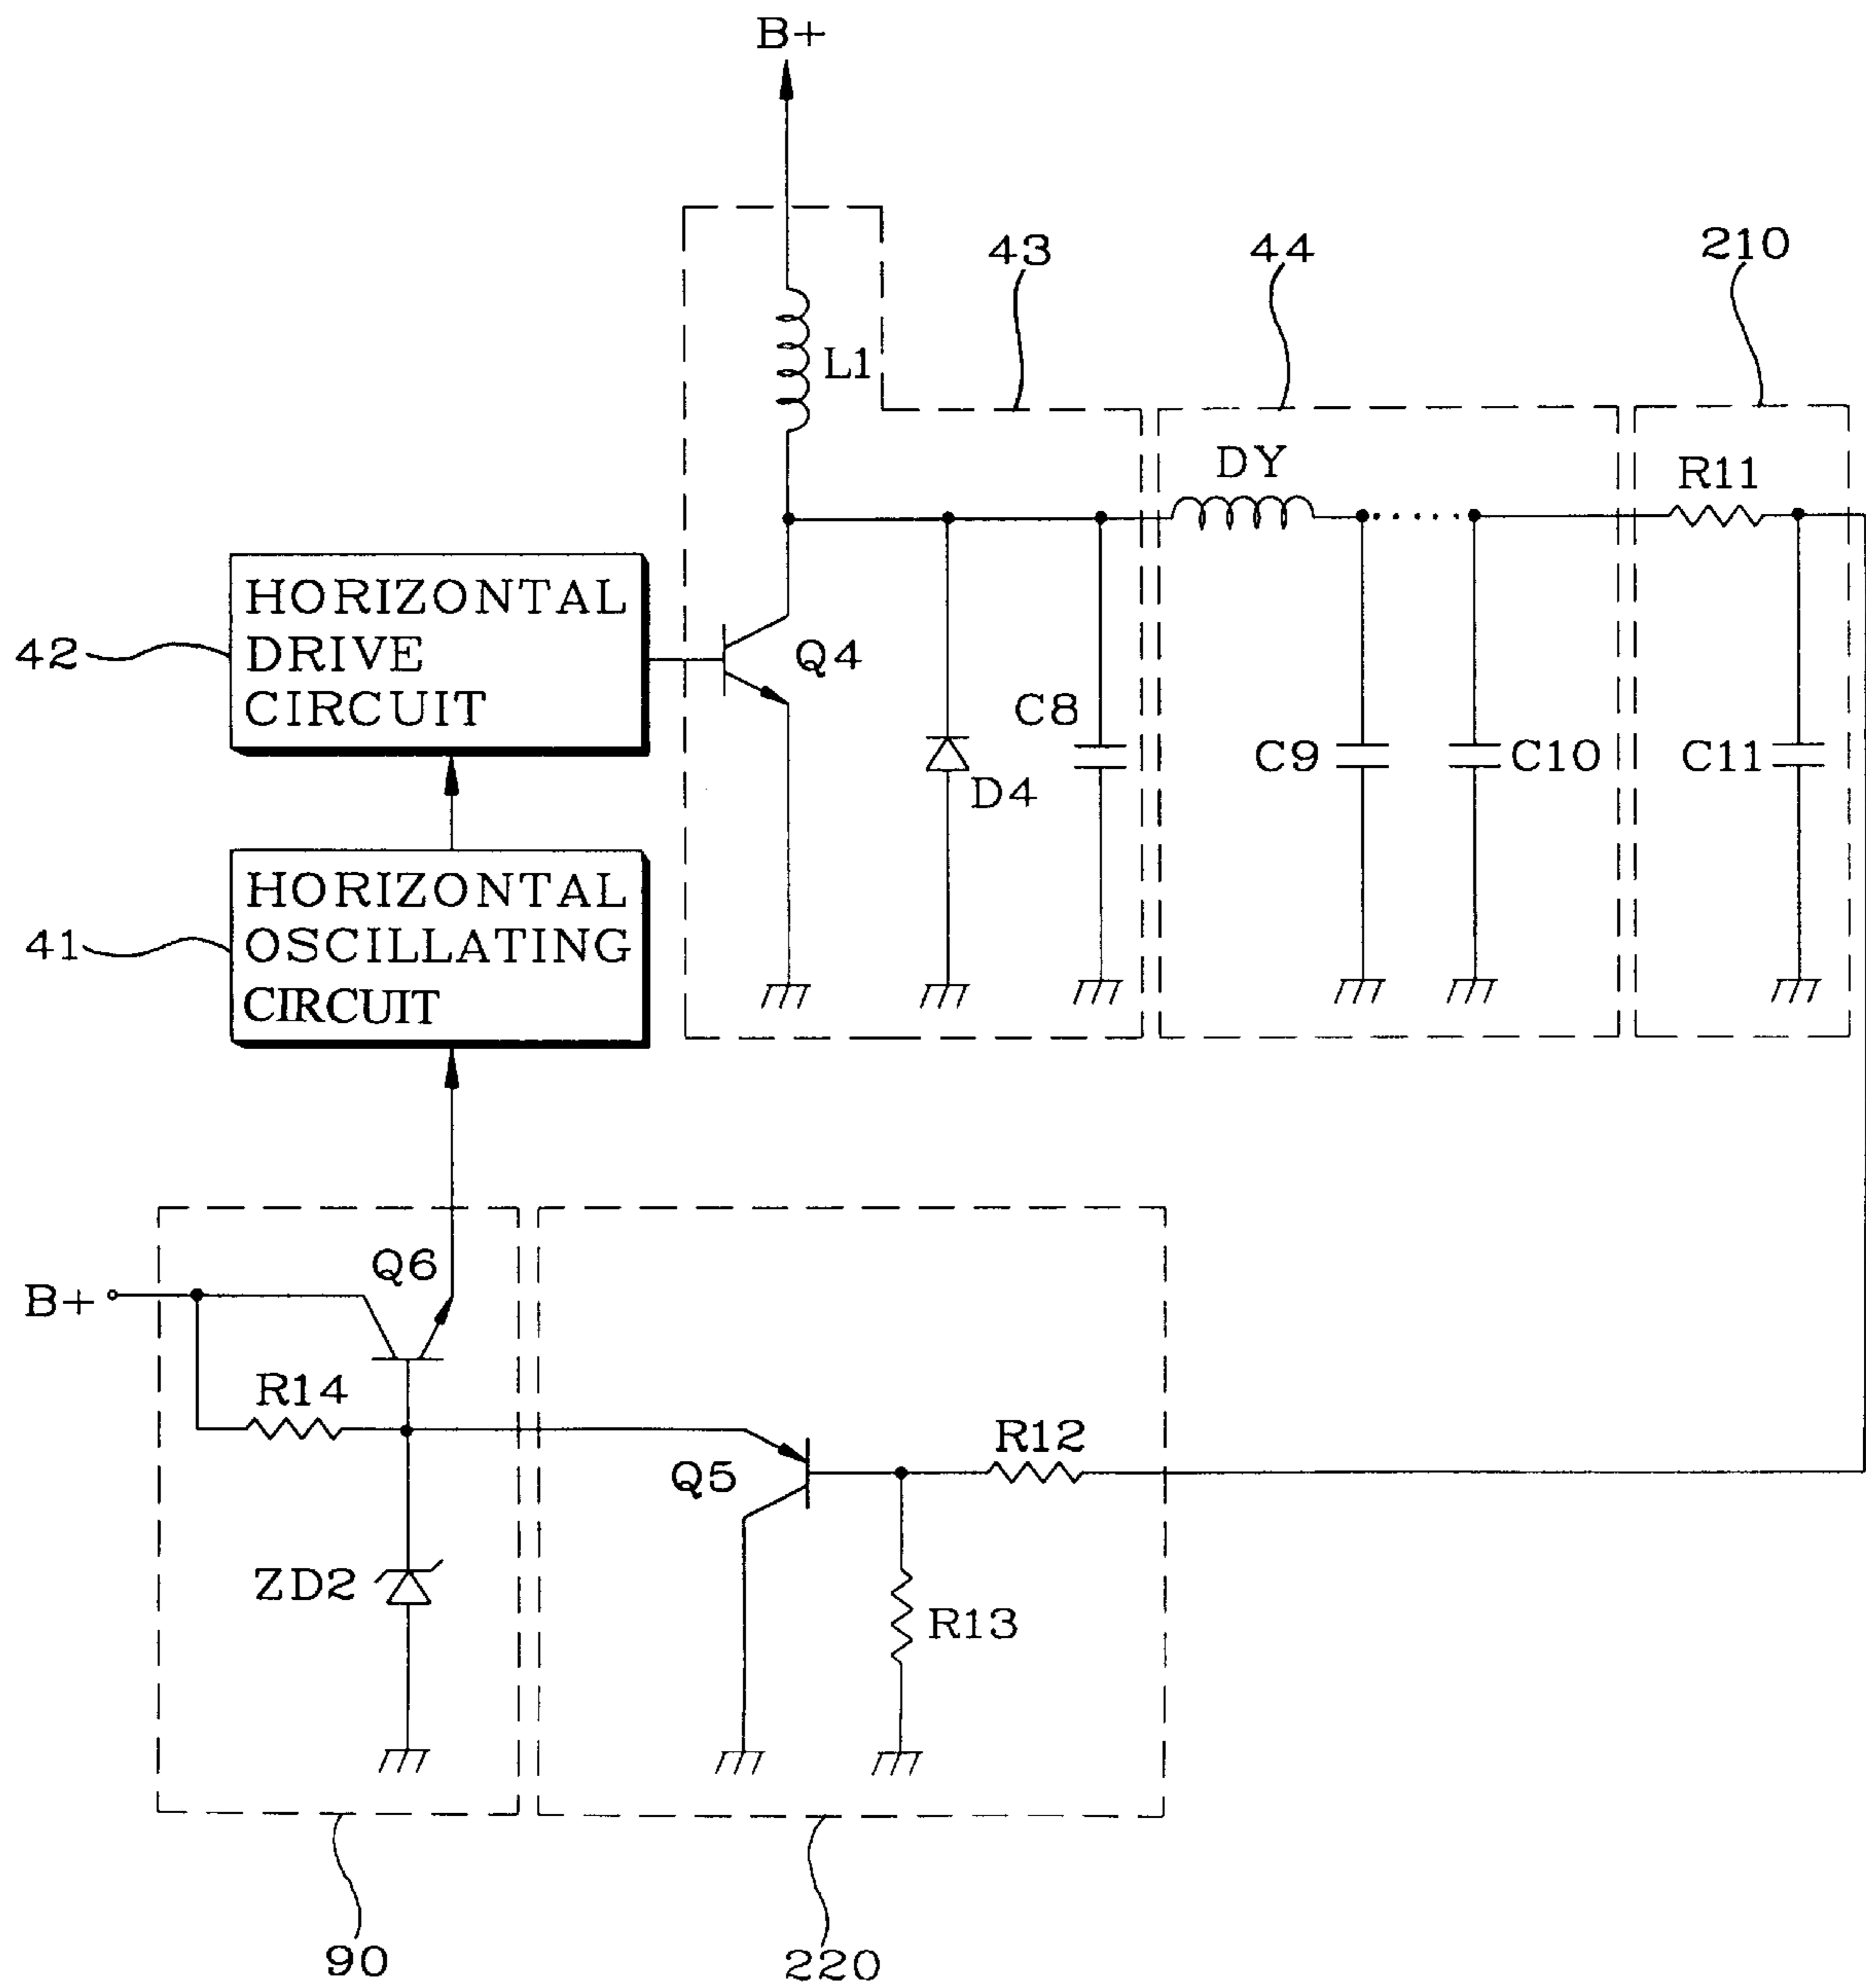 B+
43
44
210
L1
DY
R11
HORIZONTAL
DRIVE
CIRCUIT
42
Q4
C8
D4
C9
C10
C11
HORIZONTAL
OSCILLATING
CIRCUIT
41
Q6
B+
R14
R12
Q5
ZD2
R13
90
220